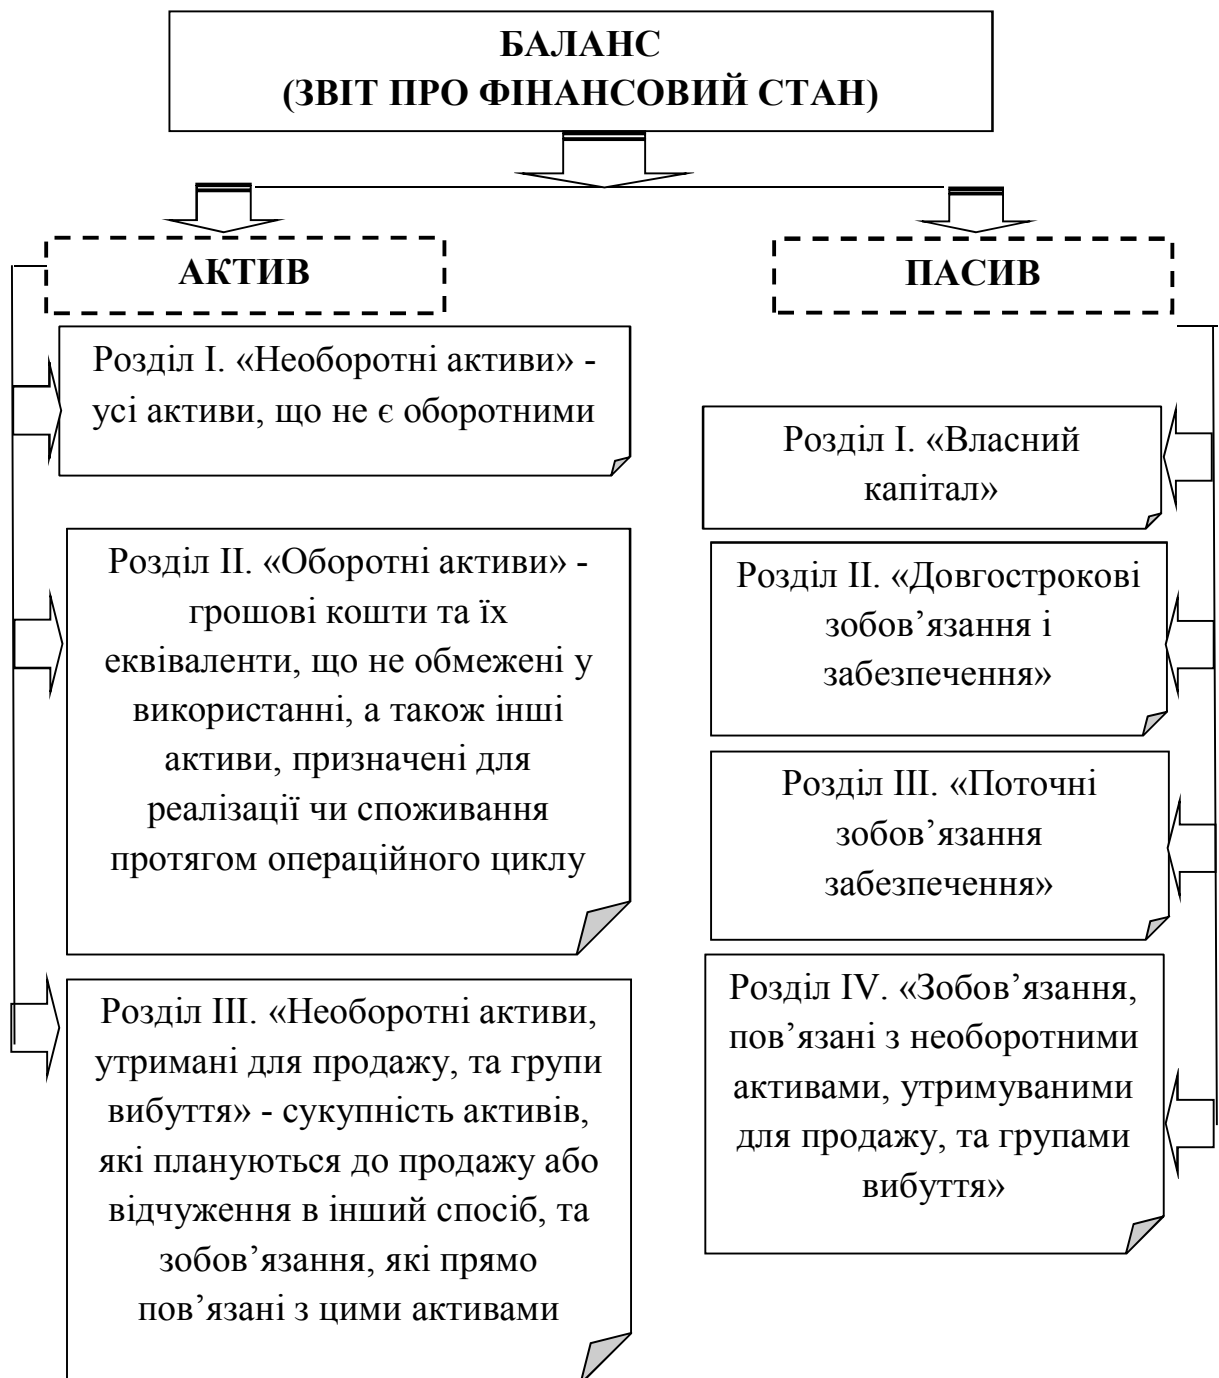 БАЛАНС
(ЗВІТ ПРО ФІНАНСОВИЙ СТАН)
АКТИВ
Розділ I. «Необоротні активи» -
усі активи, що не є оборотними
Розділ II. «Оборотні активи» -
грошові кошти та їх
еквіваленти, що не обмежені у
використанні, а також інші
активи, призначені для
реалізації чи споживання
протягом операційного циклу
Розділ III. «Необоротні активи,
утримані для продажу, та групи
вибуття» - сукупність активів,
які плануються до продажу або
відчуження в інший спосіб, та
зобов’язання, які прямо
пов’язані з цими активами
ПАСИВ
Розділ I. «Власний
капітал»
Розділ II. «Довгострокові
зобов’язання і
забезпечення»
Розділ III. «Поточні
зобов’язання
забезпечення»
Розділ IV. «Зобов’язання,
пов’язані з необоротними
активами, утримуваними
для продажу, та групами
вибуття»